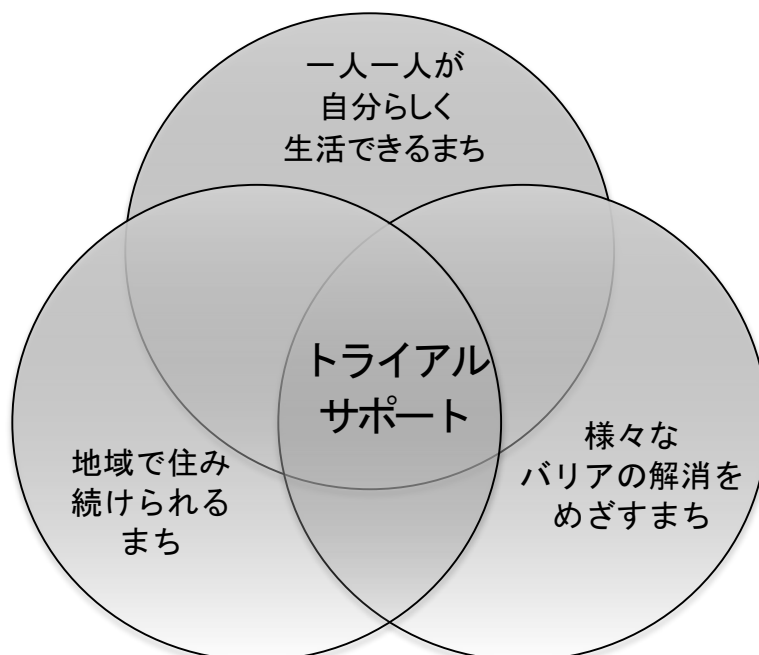 一人一人が
自分らしく
生活できるまち
トライアル
サポート
地域で住み
続けられる
まち
様々な
バリアの解消を
めざすまち